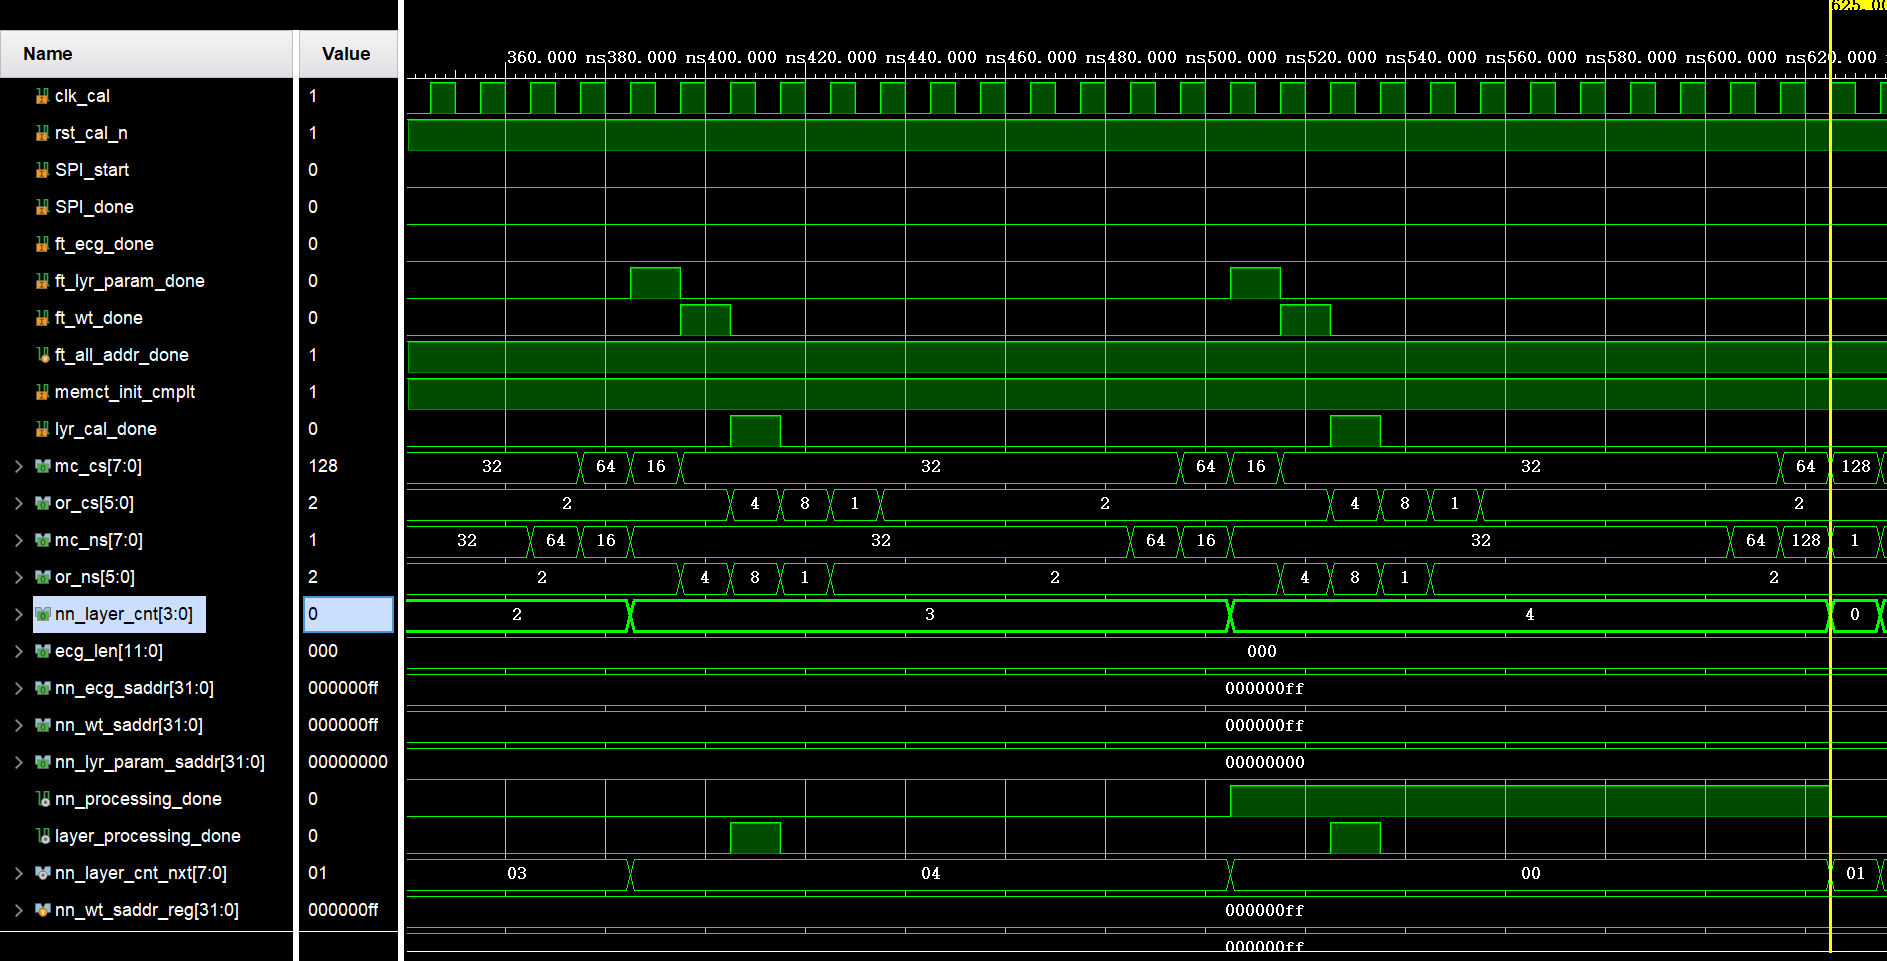 625.00
Name Value
360.000 ns 380.000 ns 400.000 ns 420.000 ns 440.000 ns 460.000 ns 480.000 ns 500.000 ns 520.000 ns 540.000 ns 560.000 ns 580.000 ns 600.000 ns 620.000
clk_cal 1
rst_cal_n 1
SPI_start 0
SPI_done 0
ft_ecg_done 0
ft_lyr_param_done 0
ft_wt_done 0
ft_all_addr_done 1
memct_init_cmplt 1
lyr_cal_done 0
mc_cs[7:0] 128 32 64 16 32 64 16 32 64 128
or_cs[5:0] 2 2 4 8 1 2 4 8 1 2
mc_ns[7:0] 1 32 64 16 32 64 16 32 64 128 1
or_ns[5:0] 2 2 4 8 1 2 4 8 1 2
nn_layer_cnt[3:0] 0 2 3 4 0
ecg_len[11:0] 000 000
nn_ecg_saddr[31:0] 000000ff 000000ff
nn_wt_saddr[31:0] 000000ff 000000ff
nn_lyr_param_saddr[31:0] 00000000 00000000
nn_processing_done 0
layer_processing_done 0
nn_layer_cnt_nxt[7:0] 01 03 04 00 01
nn_wt_saddr_reg[31:0] 000000ff 000000ff
000000ff